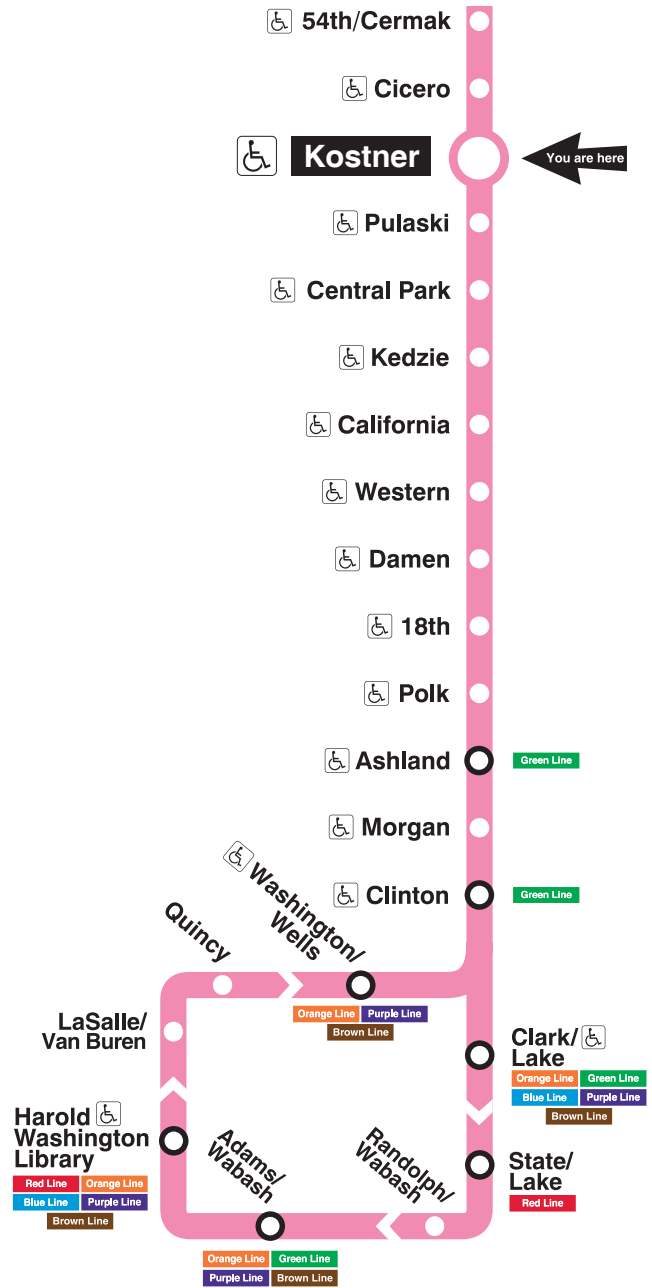 54th/Cermak
Cicero
Kostner
You are here
Pulaski
Central Park
Kedzie
California
Western
Damen
18th
Polk
Ashland
Green Line
Morgan
Clinton
Green Line
Washington/
Wells
Orange Line Purple Line
Brown Line
Quincy
LaSalle/
Van Buren
Clark/
Lake
Orange Line Green Line
Blue Line Purple Line
Brown Line
State/
Lake
Red Line
Randolph/
Wabash
Adams/
Wabash
Orange Line Green Line
Purple Line Brown Line
Harold
Washington
Library
Red Line Orange Line
Blue Line Purple Line
Brown Line